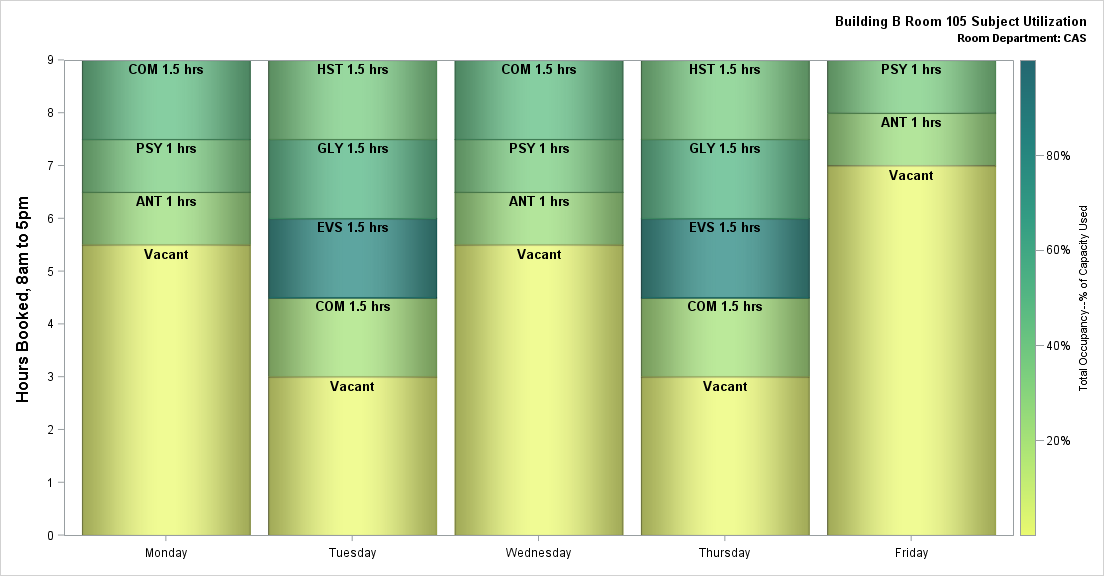 Building B Room 105 Subject Utilization
Room Department: CAS
Hours Booked, 8am to 5pm
9
8
7
6
5
4
3
2
1
0
COM 1.5 hrs
PSY 1 hrs
ANT 1 hrs
Vacant
HST 1.5 hrs
GLY 1.5 hrs
EVS 1.5 hrs
COM 1.5 hrs
Vacant
COM 1.5 hrs
PSY 1 hrs
ANT 1 hrs
Vacant
HST 1.5 hrs
GLY 1.5 hrs
EVS 1.5 hrs
COM 1.5 hrs
Vacant
PSY 1 hrs
ANT 1 hrs
Vacant
Monday
Tuesday
Wednesday
Thursday
Friday
80%
60%
40%
20%
Total Occupancy--% of Capacity Used